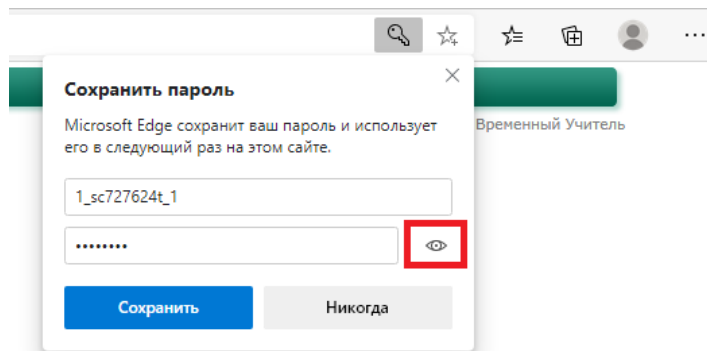 Сохранить пароль
Microsoft Edge сохранит ваш пароль и использует
его в следующий раз на этом сайте.
Временный Учитель
1_sc727624t_1
••••••••
Сохранить
Никогда